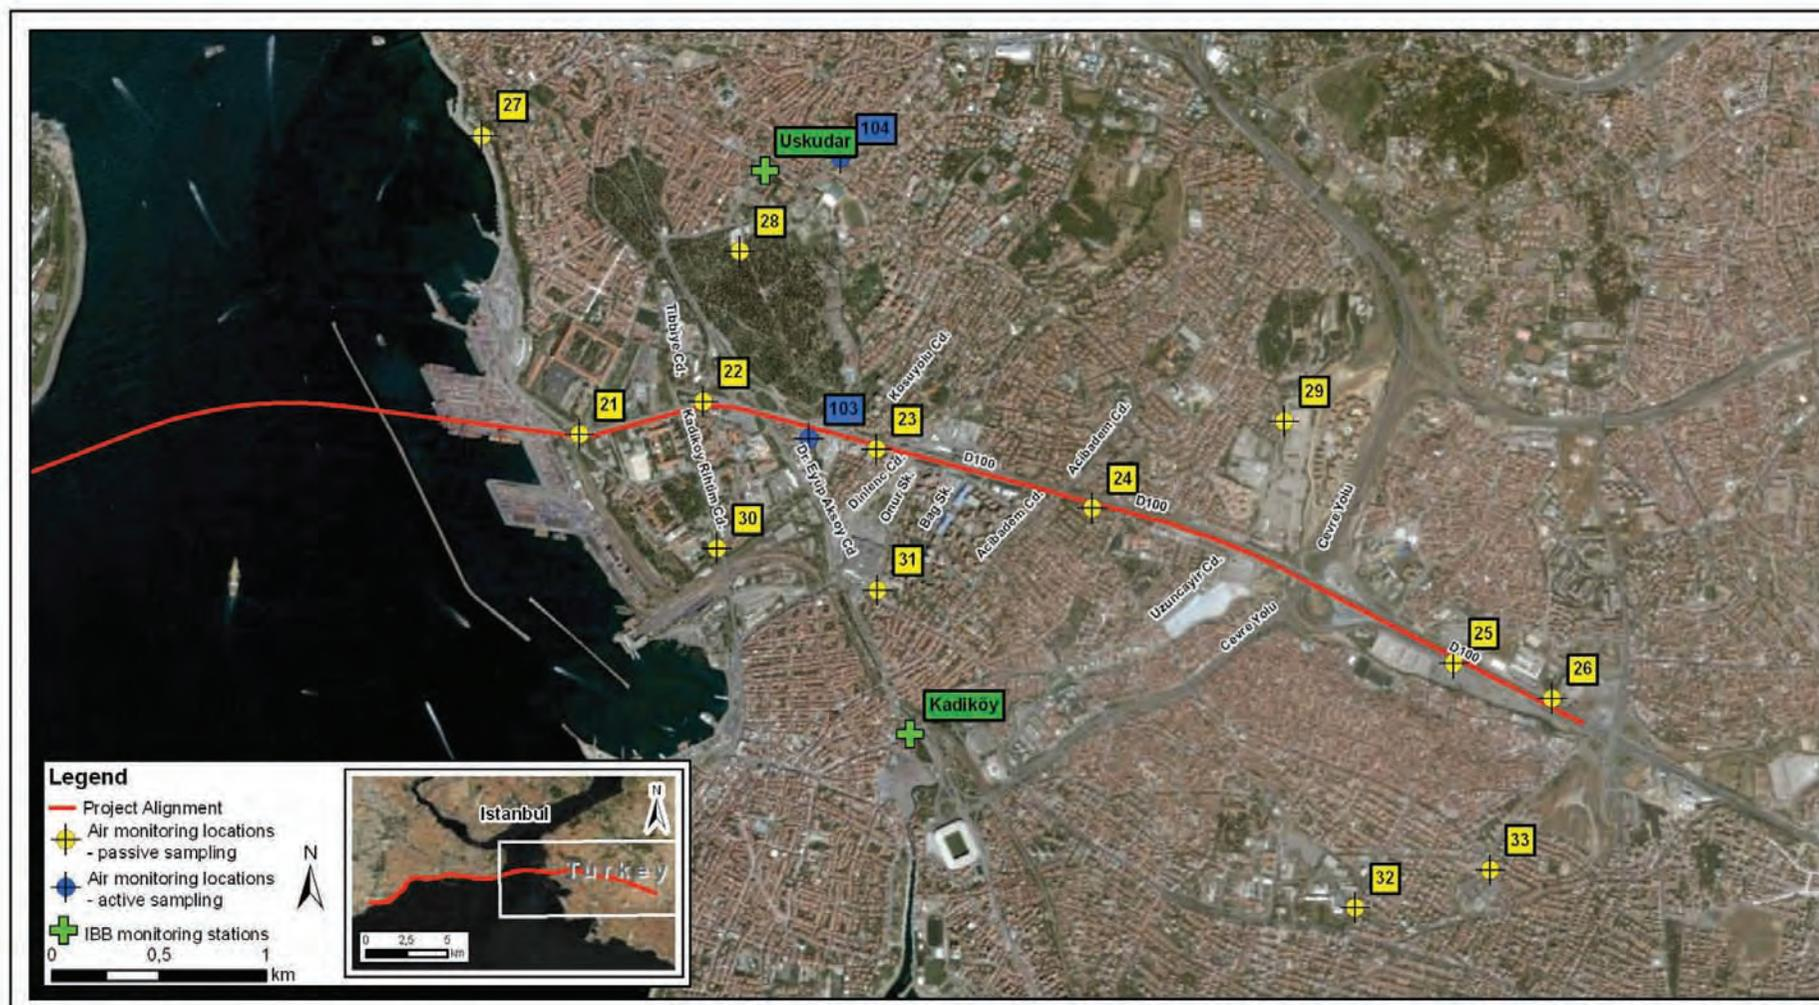 27
104
Uskudar
28
Tibbiye Cd.
Kosuyolu Cd.
22
29
21
103
23
Acibadem Cd.
Kadikoy Rihtim Cd.
Dr. Eyup Aksoy Cd
Dinlenc Cd.
D100
24
D100
Onur Sk.
Bag Sk
Acibadem Cd.
Cevre Yolu
30
31
Uzuncayir Cd.
Cevre Yolu
25
D100
26
Kadiköy
33
32
Legend
Project Alignment
Air monitoring locations
- passive sampling
Air monitoring locations
- active sampling
IBB monitoring stations
N
0 0,5 1
km
Istanbul
N
Turkey
0 2,5 5
km